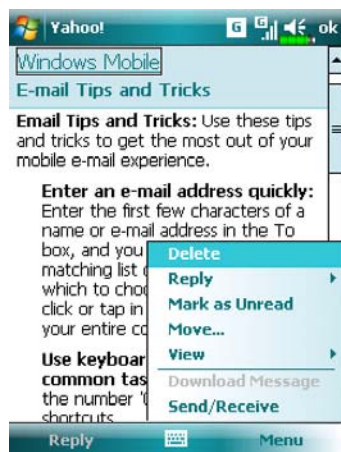 Yahoo!
G
G
ok
Windows Mobile
E-mail Tips and Tricks
Email Tips and Tricks: Use these tips
and tricks to get the most out of your
mobile e-mail experience.
Enter an e-mail address quickly:
Enter the first few characters of a
name or e-mail address in the To
box, and you
matching list
which to
click or tap in
your entire
Use
common
the number
shortcuts
Delete
Reply
Mark as Unread
Move...
View
Download Message
Send/Receive
Reply
Menu